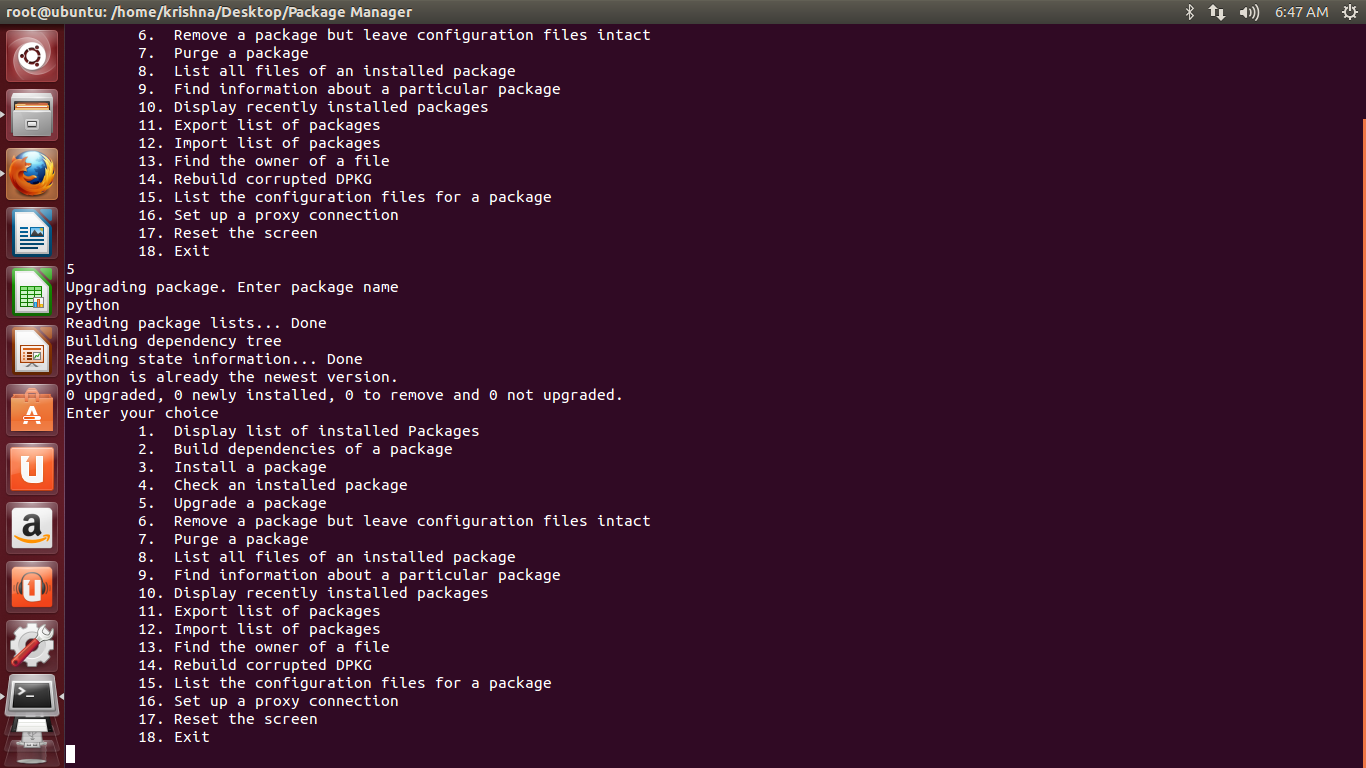 root@ubuntu: /home/krishna/Desktop/Package Manager
6:47 AM
6. Remove a package but leave configuration files intact
7. Purge a package
8. List all files of an installed package
9. Find information about a particular package
10. Display recently installed packages
11. Export list of packages
12. Import list of packages
13. Find the owner of a file
14. Rebuild corrupted DPKG
15. List the configuration files for a package
16. Set up a proxy connection
17. Reset the screen
18. Exit
5
Upgrading package. Enter package name
python
Reading package lists... Done
Building dependency tree
Reading state information... Done
python is already the newest version.
0 upgraded, 0 newly installed, 0 to remove and 0 not upgraded.
Enter your choice
1. Display list of installed Packages
2. Build dependencies of a package
3. Install a package
4. Check an installed package
5. Upgrade a package
6. Remove a package but leave configuration files intact
7. Purge a package
8. List all files of an installed package
9. Find information about a particular package
10. Display recently installed packages
11. Export list of packages
12. Import list of packages
13. Find the owner of a file
14. Rebuild corrupted DPKG
15. List the configuration files for a package
16. Set up a proxy connection
17. Reset the screen
18. Exit